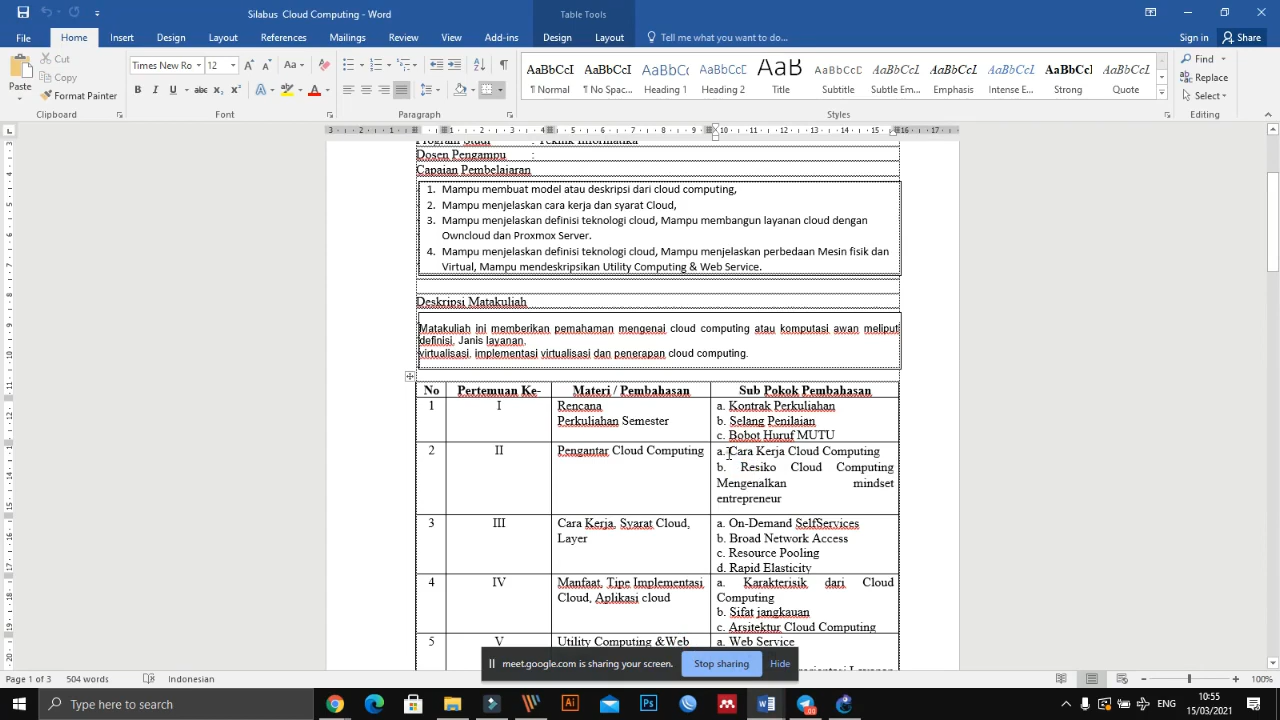 Silabus Cloud Computing - Word
Table Tools
File Home Insert Design Layout References Mailings Review View Add-ins Design Layout Tell me what you want to do... Sign in Share
Paste
Cut
Copy
Format Painter
Clipboard
Times New Ro 12
Font
Paragraph
AaBbCcI AaBbCcI AaBbCc AaBbCcD AaB AaBbCcD AaBbCcD AaBbCcD AaBbCcD AaBbCcD AaBbCcD
¶ Normal ¶ No Spac... Heading 1 Heading 2 Title Subtitle Subtle Em... Emphasis Intense E... Strong Quote
Styles
Find
Replace
Select
Editing
Program Studi : Teknik Informatika
Dosen Pengampu :
Capaian Pembelajaran
1. Mampu membuat model atau deskripsi dari cloud computing,
2. Mampu menjelaskan cara kerja dan syarat Cloud,
3. Mampu menjelaskan definisi teknologi cloud, Mampu membangun layanan cloud dengan
Owncloud dan Proxmox Server.
4. Mampu menjelaskan definisi teknologi cloud, Mampu menjelaskan perbedaan Mesin fisik dan
Virtual, Mampu mendeskripsikan Utility Computing & Web Service.
Deskripsi Matakuliah
Matakuliah ini memberikan pemahaman mengenai cloud computing atau komputasi awan meliput
definisi, Janis layanan,
virtualisasi, implementasi virtualisasi dan penerapan cloud computing.
No Pertemuan Ke- Materi / Pembahasan Sub Pokok Pembahasan
1 I Rencana
Perkuliahan Semester
a. Kontrak Perkuliahan
b. Selang Penilaian
c. Bobot Huruf MUTU
2 II Pengantar Cloud Computing
a. Cara Kerja Cloud Computing
b. Resiko Cloud Computing
Mengenalkan mindset
entrepreneur
3 III Cara Kerja, Syarat Cloud,
Layer
a. On-Demand SelfServices
b. Broad Network Access
c. Resource Pooling
d. Rapid Elasticity
4 IV Manfaat, Tipe Implementasi
Cloud, Aplikasi cloud
a. Karakterisik dari Cloud
Computing
b. Sifat jangkauan
c. Arsitektur Cloud Computing
5 V Utility Computing &Web
a. Web Service
meet.google.com is sharing your screen. Stop sharing Hide
Page 1 of 3 504 words Indonesian 100%
Type here to search
ENG
10:55
15/03/2021